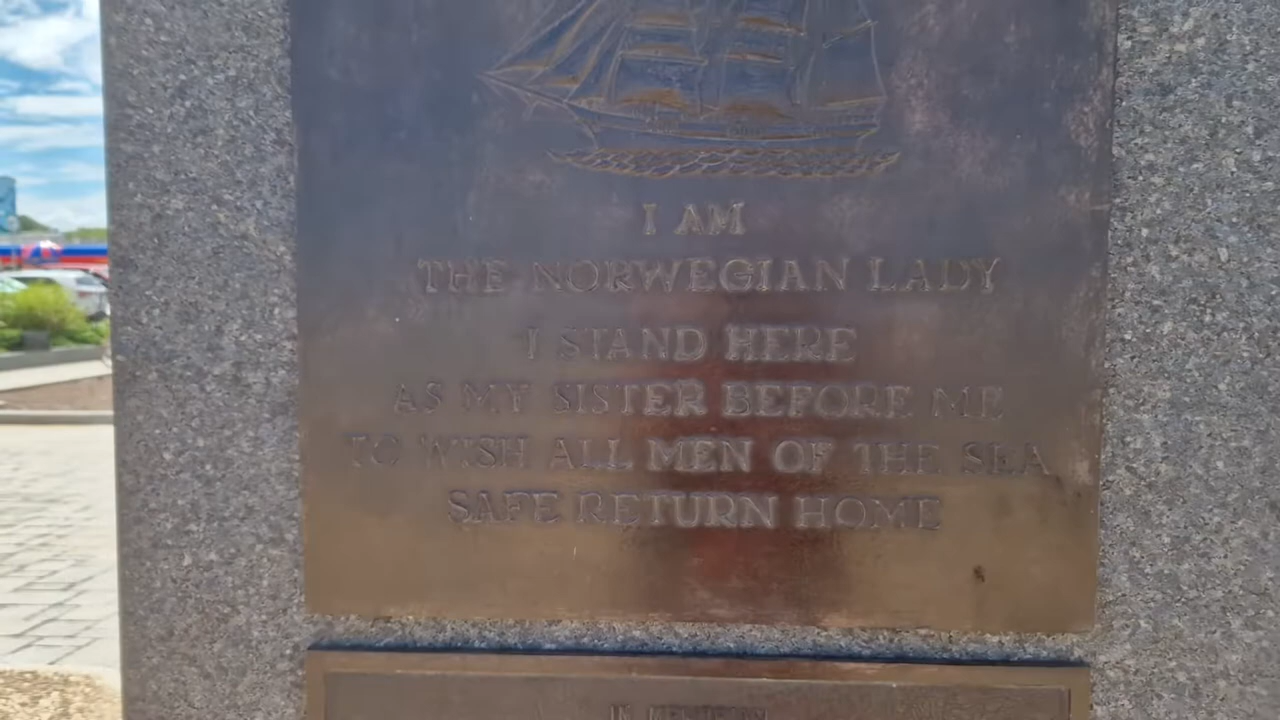 I AM
THE NORWEGIAN LADY
I STAND HERE
AS MY SISTER BEFORE ME
TO WISH ALL MEN OF THE SEA
SAFE RETURN HOME
IN